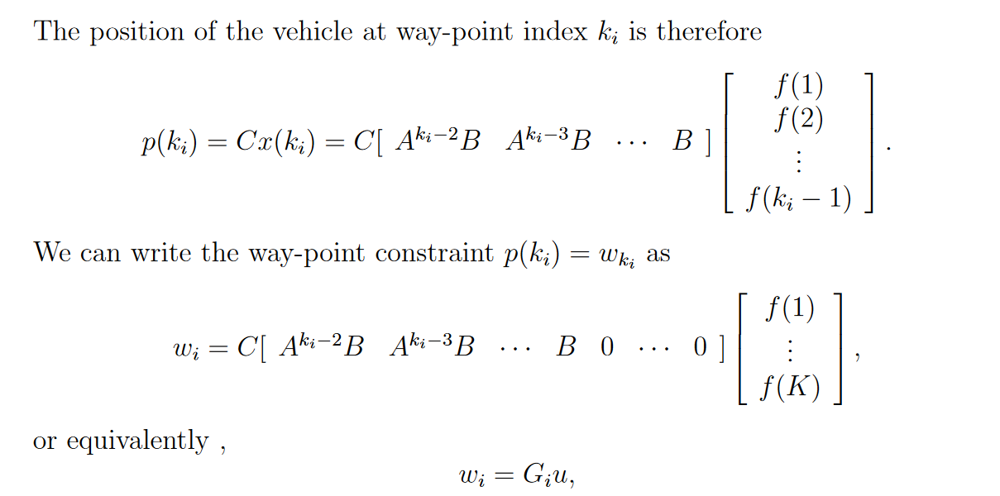 The position of the vehicle at way-point index $k_i$ is therefore
$$p(k_i) = Cx(k_i) = C[\ A^{k_i-2}B \quad A^{k_i-3}B \quad \cdots \quad B\ ] \begin{bmatrix} f(1) \\ f(2) \\ \vdots \\ f(k_i-1) \end{bmatrix}.$$
We can write the way-point constraint $p(k_i) = w_{k_i}$ as
$$w_i = C[\ A^{k_i-2}B \quad A^{k_i-3}B \quad \cdots \quad B \quad 0 \quad \cdots \quad 0\ ] \begin{bmatrix} f(1) \\ \vdots \\ f(K) \end{bmatrix},$$
or equivalently ,
$$w_i = G_i u,$$